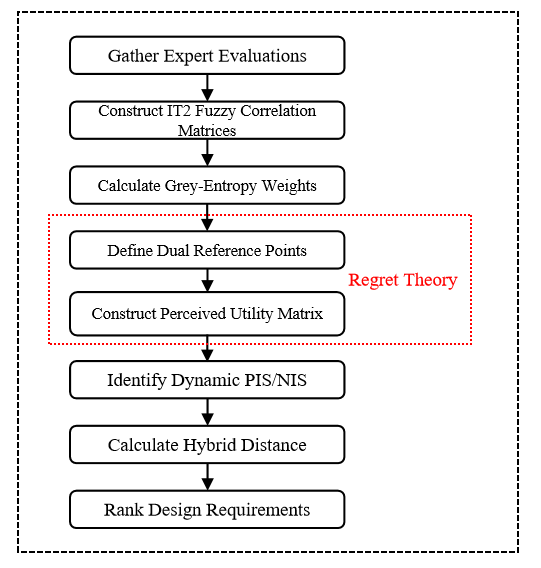 Gather Expert Evaluations
Construct IT2 Fuzzy Correlation
Matrices
Calculate Grey-Entropy Weights
Define Dual Reference Points
Regret Theory
Construct Perceived Utility Matrix
Identify Dynamic PIS/NIS
Calculate Hybrid Distance
Rank Design Requirements